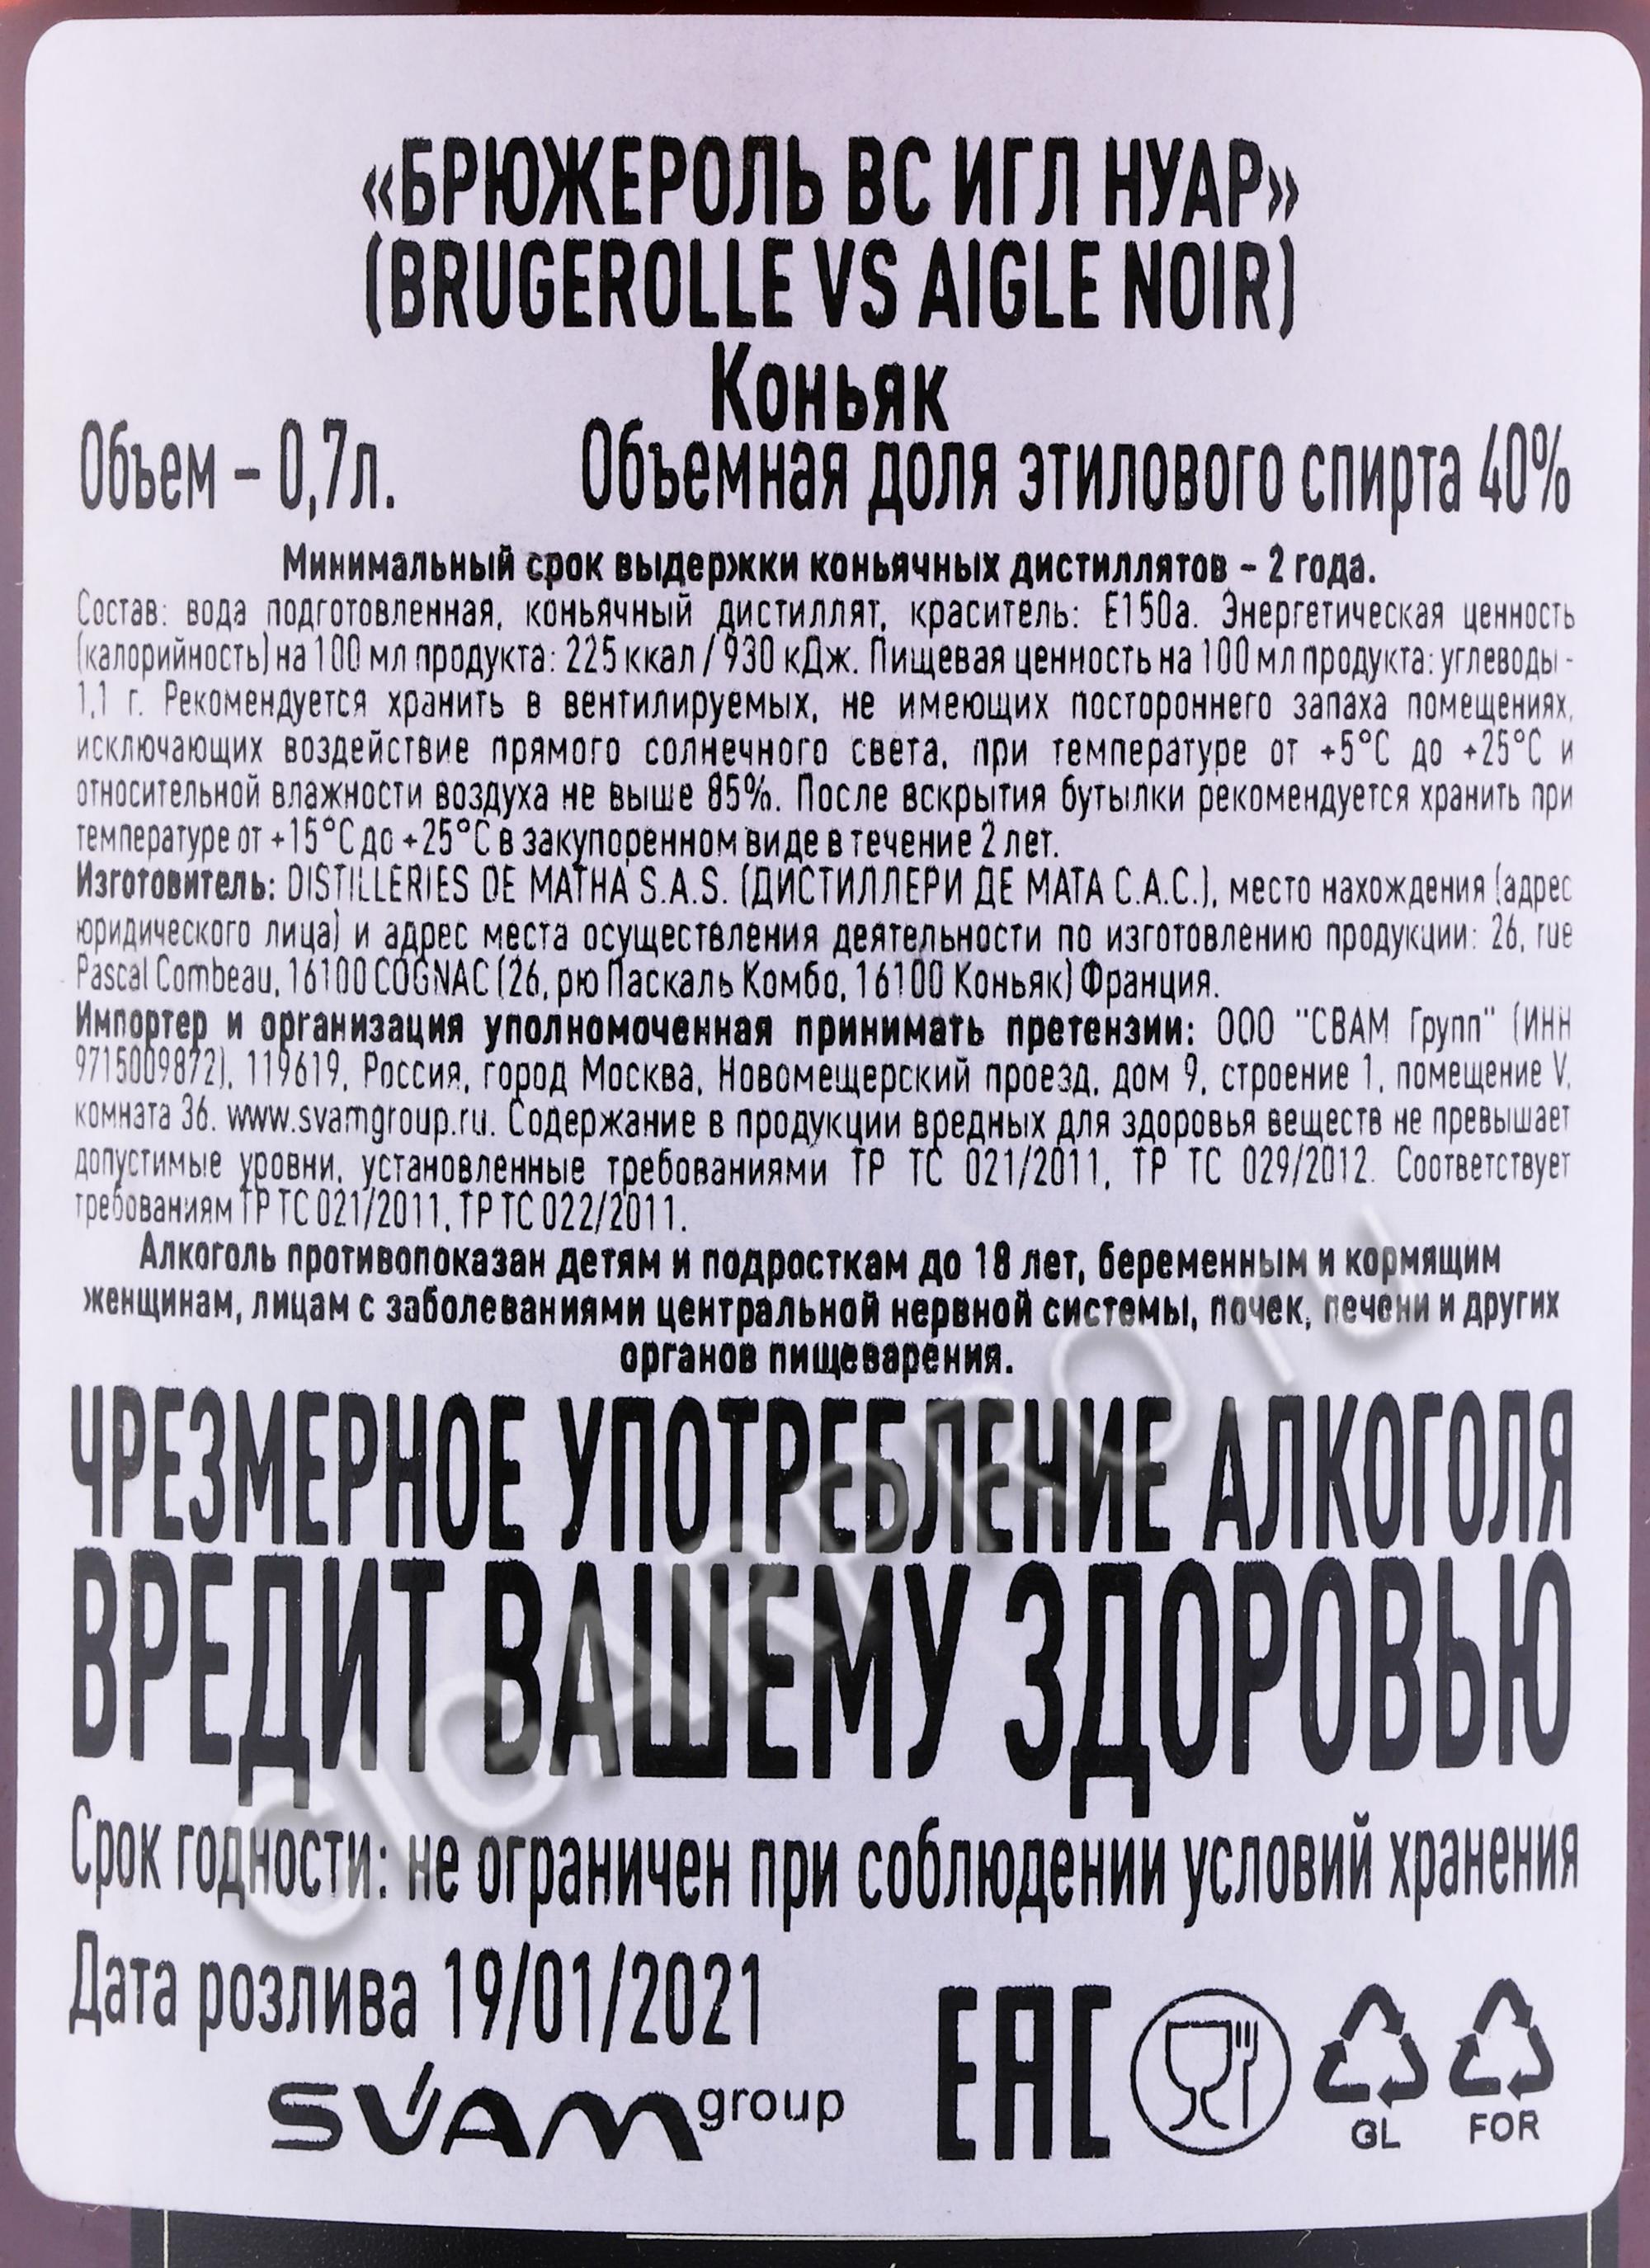 «БРЮЖЕРОЛЬ ВС ИГЛ НУАР»
(BRUGEROLLE VS AIGLE NOIR)
Коньяк
Объем – 0,7л. Объемная доля этилового спирта 40%
Минимальный срок выдержки коньячных дистиллятов – 2 года.
Состав: вода подготовленная, коньячный дистиллят, краситель: Е150а. Энергетическая ценность
(калорийность) на 100 мл продукта: 225 ккал / 930 кДж. Пищевая ценность на 100 мл продукта: углеводы -
1,1 г. Рекомендуется хранить в вентилируемых, не имеющих постороннего запаха помещениях,
исключающих воздействие прямого солнечного света, при температуре от +5°С до +25°С и
относительной влажности воздуха не выше 85%. После вскрытия бутылки рекомендуется хранить при
температуре от +15°С до +25°С в закупоренном виде в течение 2 лет.
Изготовитель: DISTILLERIES DE MATHA S.A.S. (ДИСТИЛЛЕРИ ДЕ МАТА С.А.С.), место нахождения (адрес
юридического лица) и адрес места осуществления деятельности по изготовлению продукции: 26, rue
Pascal Combeau, 16100 COGNAC (26, рю Паскаль Комбо, 16100 Коньяк) Франция.
Импортер и организация уполномоченная принимать претензии: ООО "СВАМ Групп" (ИНН
9715009872), 119619, Россия, город Москва, Новомещерский проезд, дом 9, строение 1, помещение V,
комната 36. www.svamgroup.ru. Содержание в продукции вредных для здоровья веществ не превышает
допустимые уровни, установленные требованиями ТР ТС 021/2011, ТР ТС 029/2012. Соответствует
требованиям ТР ТС 021/2011, ТР ТС 022/2011.
Алкоголь противопоказан детям и подросткам до 18 лет, беременным и кормящим
женщинам, лицам с заболеваниями центральной нервной системы, почек, печени и других
органов пищеварения.
ЧРЕЗМЕРНОЕ УПОТРЕБЛЕНИЕ АЛКОГОЛЯ
ВРЕДИТ ВАШЕМУ ЗДОРОВЬЮ
Срок годности: не ограничен при соблюдении условий хранения
Дата розлива 19/01/2021
SVAM group
EAC
GL FOR
CIGARPRO.ru